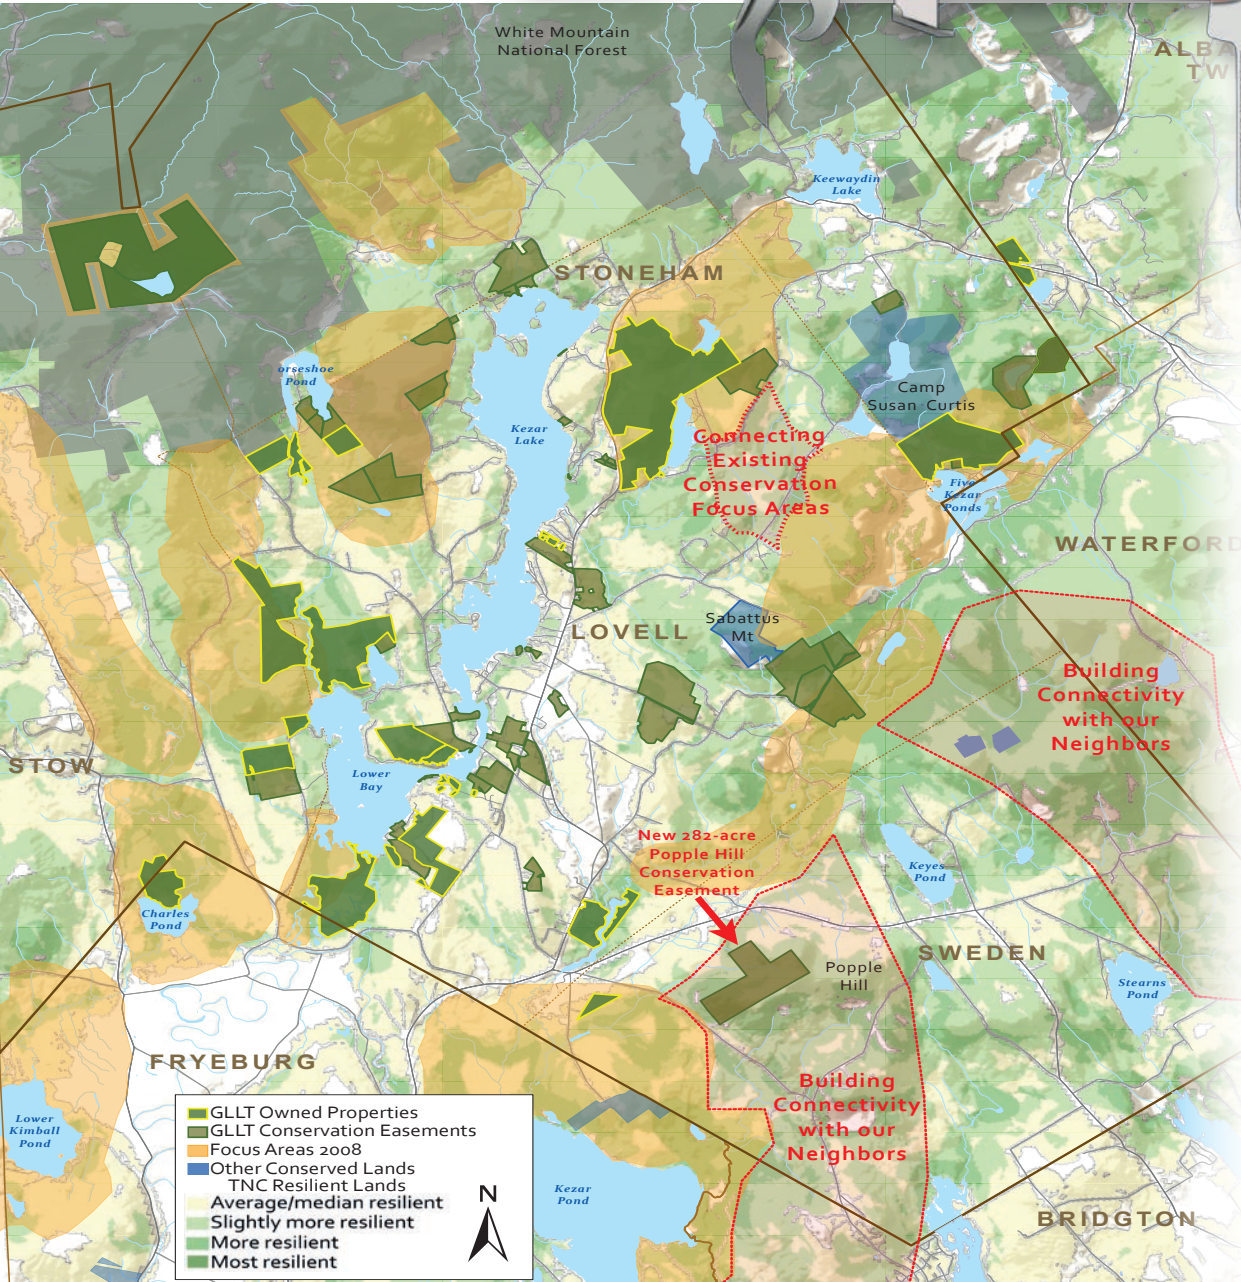 White Mountain
National Forest
ALBA
TW
Keewaydin
Lake
STONEHAM
orseshoe
Pond
Camp
Susan Curtis
Kezar
Lake
Connecting
Existing
Conservation
Focus Areas
Five
Kezar
Ponds
WATERFORD
Sabattus
Mt
LOVELL
Building
Connectivity
with our
Neighbors
STOW
Lower
Bay
New 282-acre
Popple Hill
Conservation
Easement
Keyes
Pond
Charles
Pond
SWEDEN
Popple
Hill
Stearns
Pond
FRYEBURG
Building
Connectivity
with our
Neighbors
Lower
Kimball
Pond
GLLT Owned Properties
GLLT Conservation Easements
Focus Areas 2008
Other Conserved Lands
TNC Resilient Lands
Average/median resilient
Slightly more resilient
More resilient
Most resilient
N
Kezar
Pond
BRIDGTON